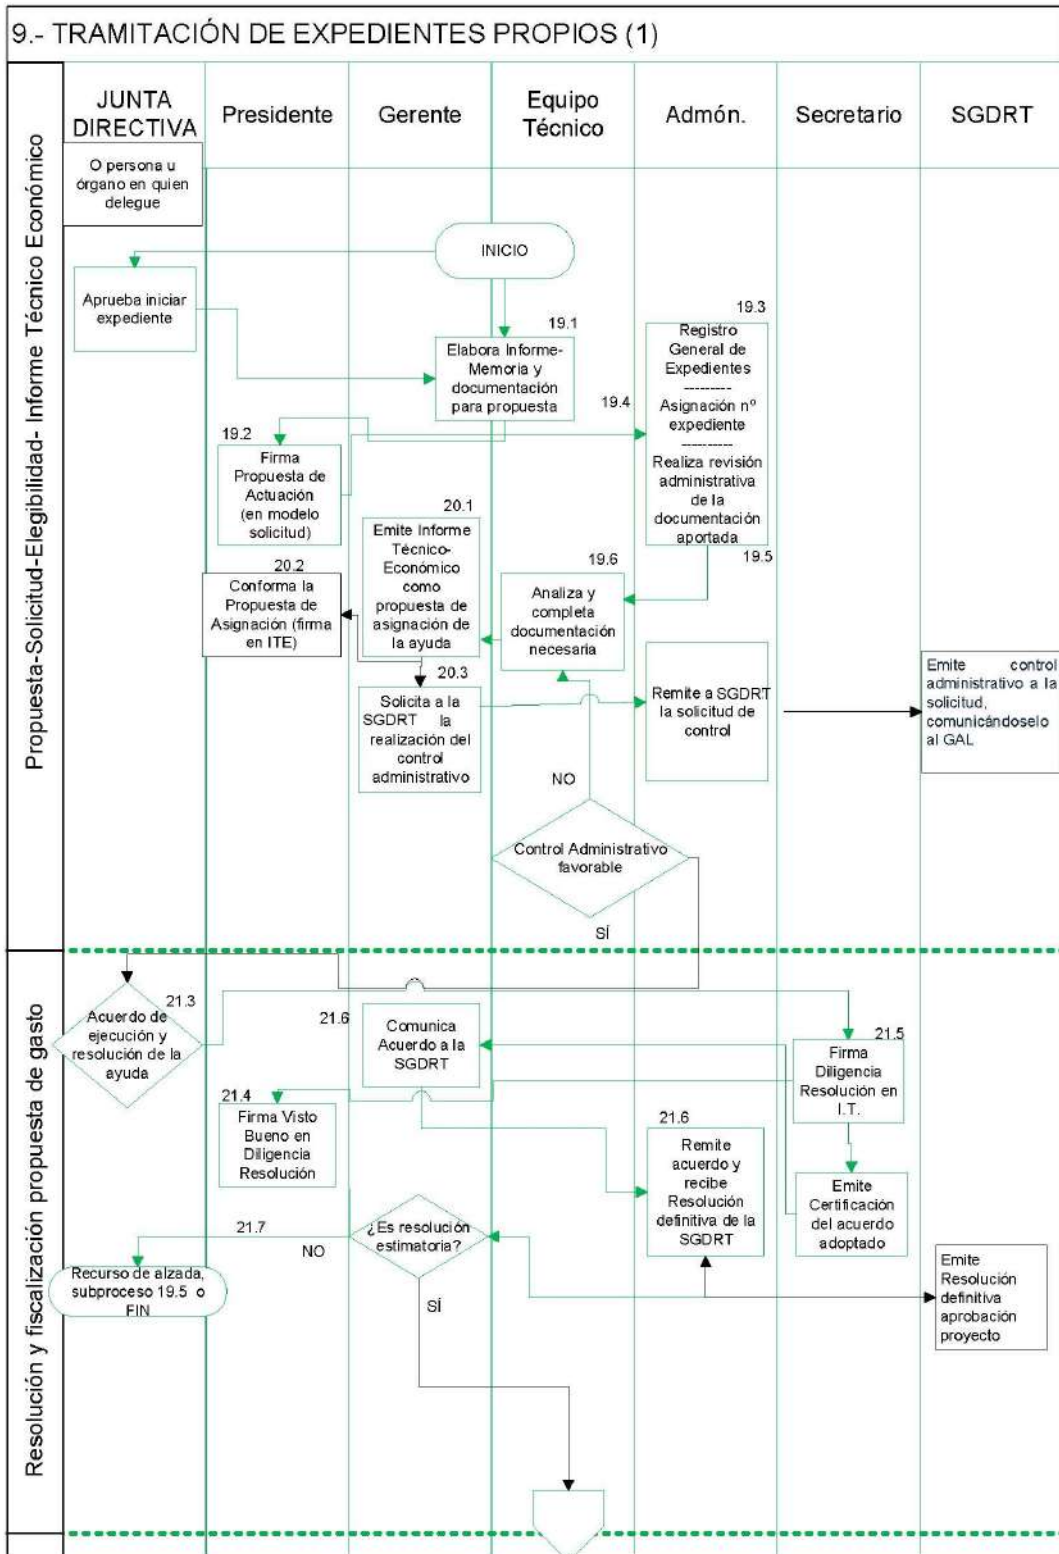 9.- TRAMITACIÓN DE EXPEDIENTES PROPIOS (1)
JUNTA
DIRECTIVA
Presidente
Gerente
Equipo
Técnico
Admón.
Secretario
SGDRT
Propuesta-Solicitud-Elegibilidad- Informe Técnico Económico
O persona u
órgano en quien
delegue
INICIO
Aprueba iniciar
expediente
19.1
Elabora Informe-
Memoria y
documentación
para propuesta
19.3
Registro
General de
Expedientes
---------
Asignación nº
expediente
----------
Realiza revisión
administrativa
de la
documentación
aportada
19.4
19.2
Firma
Propuesta de
Actuación
(en modelo
solicitud)
20.1
Emite Informe
Técnico-
Económico
como
propuesta de
asignación de
la ayuda
19.5
19.6
Analiza y
completa
documentación
necesaria
20.2
Conforma la
Propuesta de
Asignación (firma
en ITE)
20.3
Solicita a la
SGDRT la
realización del
control
administrativo
Remite a SGDRT
la solicitud de
control
Emite control
administrativo a la
solicitud,
comunicándoselo
al GAL
NO
Control Administrativo
favorable
SÍ
Resolución y fiscalización propuesta de gasto
21.3
Acuerdo de
ejecución y
resolución de la
ayuda
21.6
Comunica
Acuerdo a la
SGDRT
21.5
Firma
Diligencia
Resolución en
I.T.
21.4
Firma Visto
Bueno en
Diligencia
Resolución
21.6
Remite
acuerdo y
recibe
Resolución
definitiva de la
SGDRT
Emite
Certificación
del acuerdo
adoptado
21.7
NO
¿Es resolución
estimatoria?
SÍ
Recurso de alzada,
subproceso 19.5 o
FIN
Emite
Resolución
definitiva
aprobación
proyecto